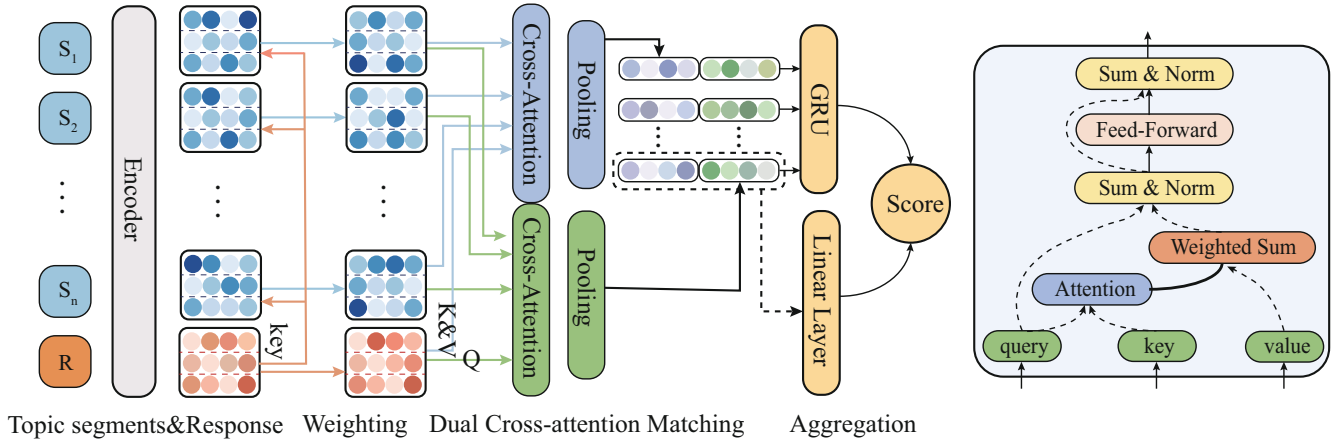 S1
S2
Sn
R
Encoder
key
K&V
Q
Cross-Attention
Cross-Attention
Pooling
Pooling
GRU
Linear Layer
Score
Topic segments&Response
Weighting
Dual Cross-attention Matching
Aggregation
Sum & Norm
Feed-Forward
Sum & Norm
Weighted Sum
Attention
query
key
value